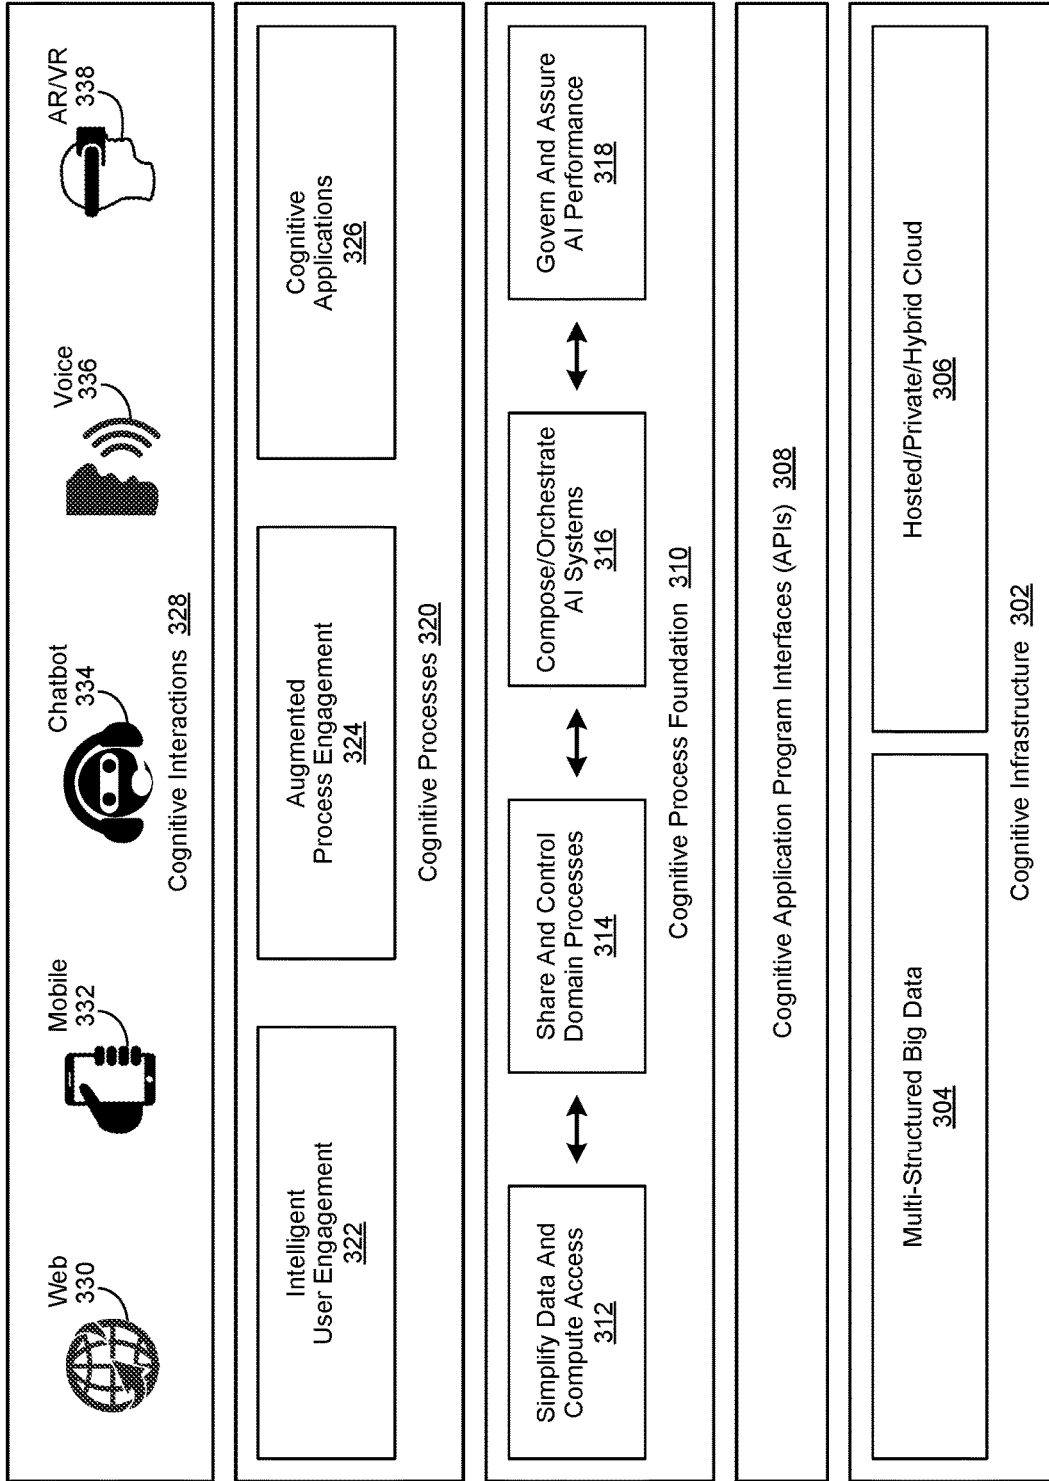 Web
330
Mobile
332
Chatbot
334
Voice
336
AR/VR
338
Cognitive Interactions 328
Intelligent
User Engagement
322
Augmented
Process Engagement
324
Cognitive
Applications
326
Cognitive Processes 320
Simplify Data And
Compute Access
312
Share And Control
Domain Processes
314
Compose/Orchestrate
AI Systems
316
Govern And Assure
AI Performance
318
Cognitive Process Foundation 310
Cognitive Application Program Interfaces (APIs) 308
Multi-Structured Big Data
304
Hosted/Private/Hybrid Cloud
306
Cognitive Infrastructure 302